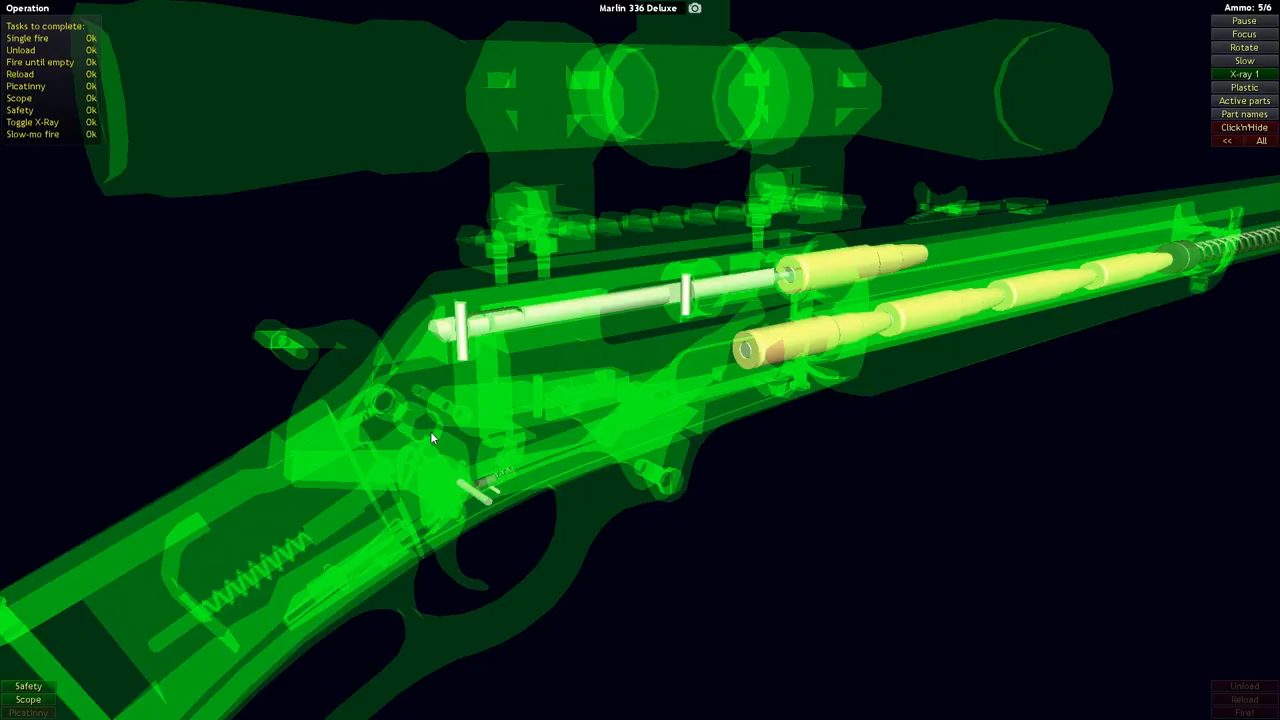 Operation
Marlin 336 Deluxe
Ammo: 5/6
Tasks to complete:
Single fire Ok
Unload Ok
Fire until empty Ok
Reload Ok
Picatinny Ok
Scope Ok
Safety Ok
Toggle X-Ray Ok
Slow-mo fire Ok
Pause
Focus
Rotate
Slow
X-ray 1
Plastic
Active parts
Part names
Click'n'Hide
<< All
Safety
Scope
Picatinny
Unload
Reload
Fire!